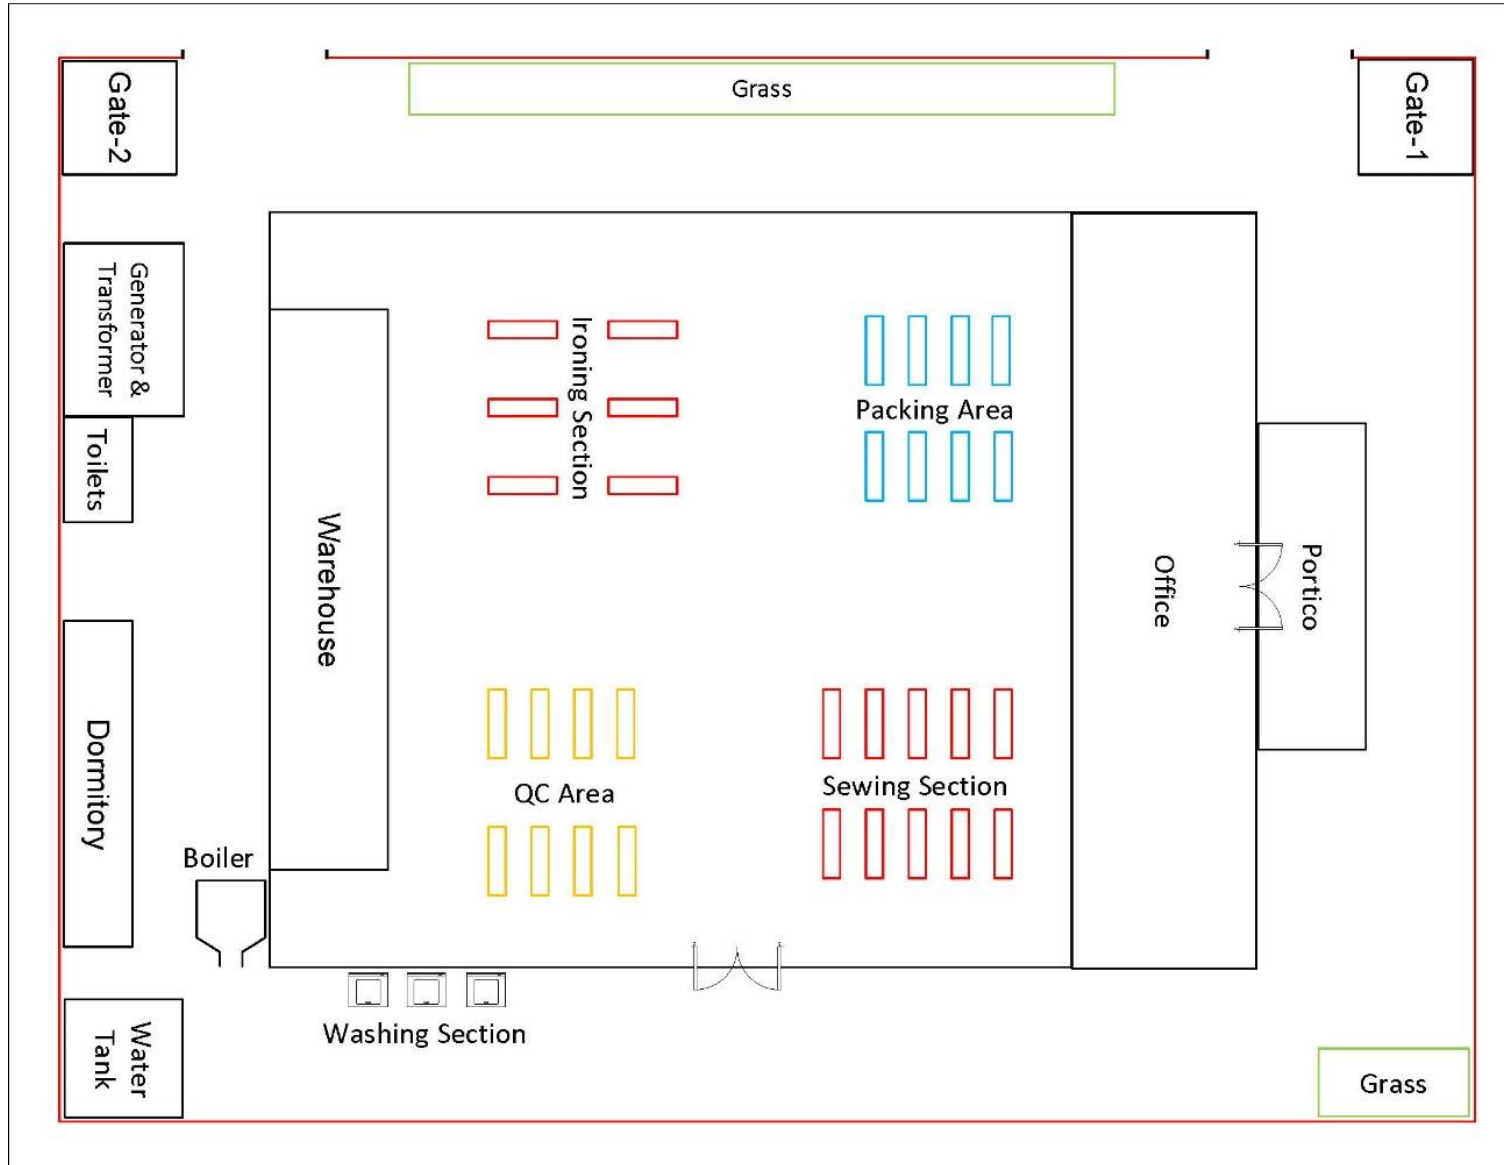 Gate-2
Grass
Gate-1
Generator &
Transformer
Ironing Section
Packing Area
Toilets
Warehouse
Office
Portico
Dormitory
QC Area
Sewing Section
Boiler
Washing Section
Water
Tank
Grass